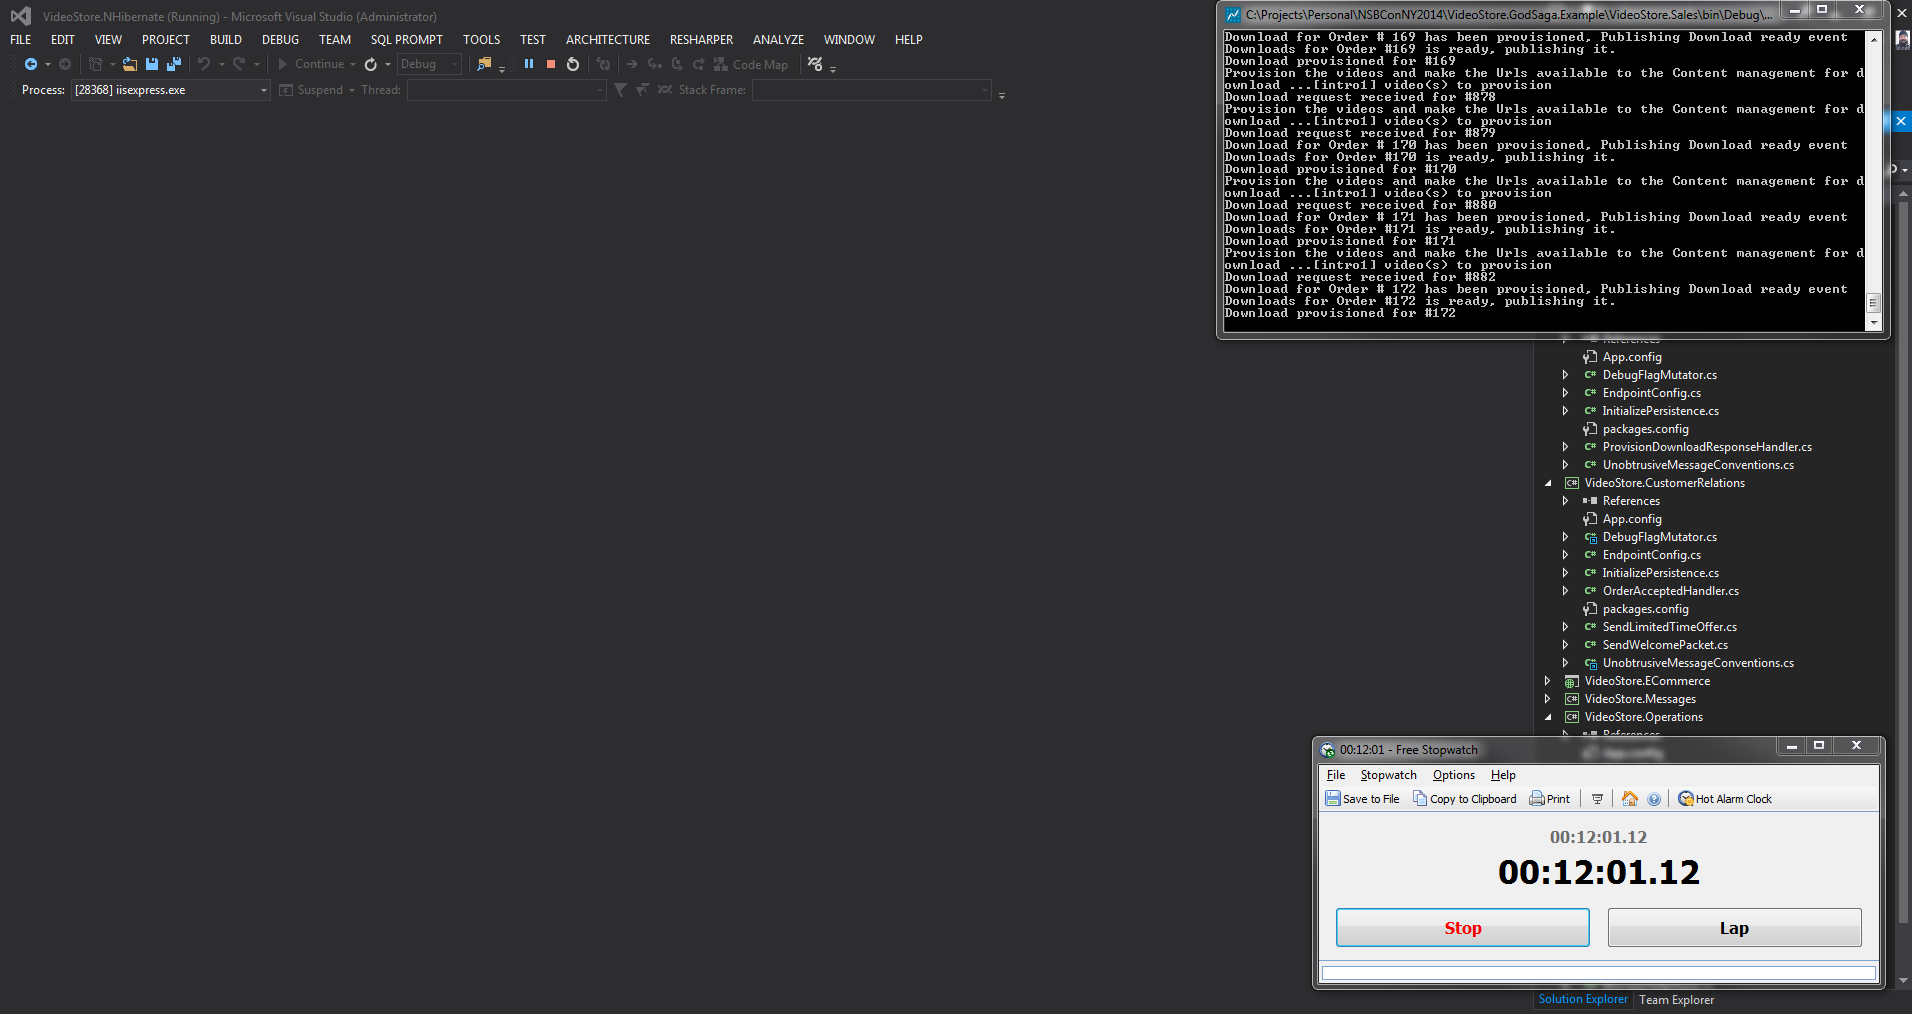 VideoStore.NHibernate (Running) - Microsoft Visual Studio (Administrator)
FILE EDIT VIEW PROJECT BUILD DEBUG TEAM SQL PROMPT TOOLS TEST ARCHITECTURE RESHARPER ANALYZE WINDOW HELP
Continue Debug Code Map
Process: [28368] iisexpress.exe Suspend Thread: Stack Frame:
C:\Projects\Personal\NSBConNY2014\VideoStore.GodSaga.Example\VideoStore.Sales\bin\Debug\...
Download for Order # 169 has been provisioned, Publishing Download ready event
Downloads for Order #169 is ready, publishing it.
Download provisioned for #169
Provision the videos and make the Urls available to the Content management for d
ownload ...[intro1] video(s) to provision
Download request received for #878
Provision the videos and make the Urls available to the Content management for d
ownload ...[intro1] video(s) to provision
Download request received for #879
Download for Order # 170 has been provisioned, Publishing Download ready event
Downloads for Order #170 is ready, publishing it.
Download provisioned for #170
Provision the videos and make the Urls available to the Content management for d
ownload ...[intro1] video(s) to provision
Download request received for #880
Download for Order # 171 has been provisioned, Publishing Download ready event
Downloads for Order #171 is ready, publishing it.
Download provisioned for #171
Provision the videos and make the Urls available to the Content management for d
ownload ...[intro1] video(s) to provision
Download request received for #882
Download for Order # 172 has been provisioned, Publishing Download ready event
Downloads for Order #172 is ready, publishing it.
Download provisioned for #172
References
App.config
DebugFlagMutator.cs
EndpointConfig.cs
InitializePersistence.cs
packages.config
ProvisionDownloadResponseHandler.cs
UnobtrusiveMessageConventions.cs
VideoStore.CustomerRelations
References
App.config
DebugFlagMutator.cs
EndpointConfig.cs
InitializePersistence.cs
OrderAcceptedHandler.cs
packages.config
SendLimitedTimeOffer.cs
SendWelcomePacket.cs
UnobtrusiveMessageConventions.cs
VideoStore.ECommerce
VideoStore.Messages
VideoStore.Operations
References
App.config
00:12:01 - Free Stopwatch
File Stopwatch Options Help
Save to File Copy to Clipboard Print Hot Alarm Clock
00:12:01.12
00:12:01.12
Stop Lap
Solution Explorer Team Explorer